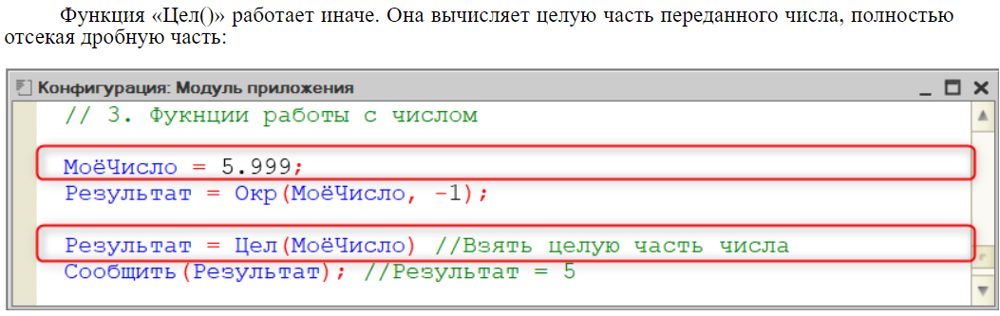 Функция «Цел()» работает иначе. Она вычисляет целую часть переданного числа, полностью
отсекая дробную часть:
Конфигурация: Модуль приложения
// 3. Фукнции работы с числом
МоёЧисло = 5.999;
Результат = Окр(МоёЧисло, -1);
Результат = Цел(МоёЧисло) //Взять целую часть числа
Сообщить(Результат); //Результат = 5